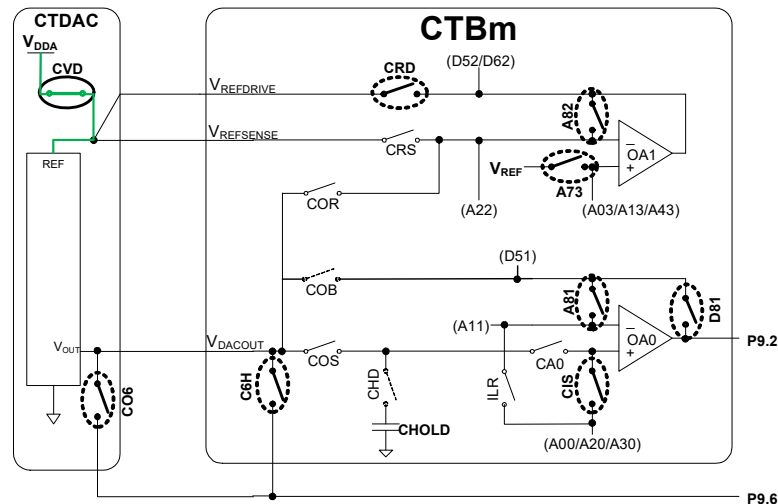 CTDAC
CTBm
VDDA
CVD
CRD
(D52/D62)
VREFDRIVE
A82
VREFSENSE
CRS
REF
VREF
A73
OA1
−
+
COR
(A22)
(A03/A13/A43)
(D51)
COB
A81
D81
(A11)
−
+
OA0
VOUT
VDACOUT
COS
CA0
P9.2
CO6
C6H
CHD
ILR
CIS
CHOLD
(A00/A20/A30)
P9.6